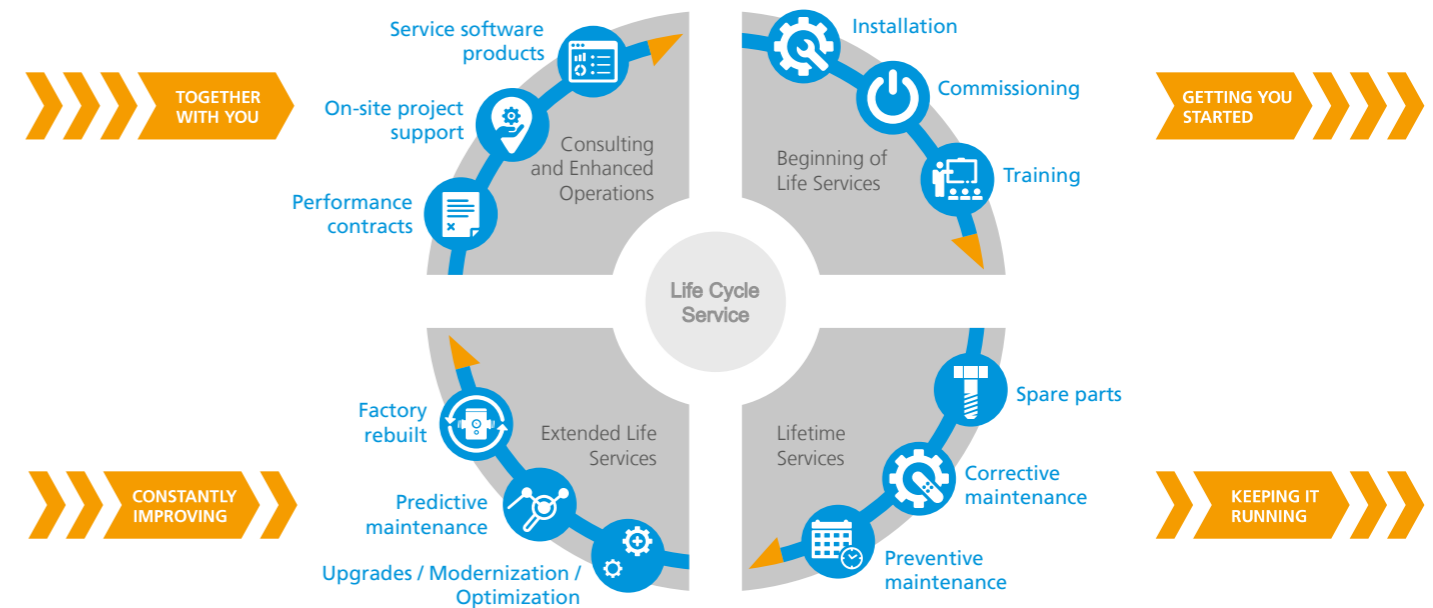 Service software
products
On-site project
support
Performance
contracts
TOGETHER
WITH YOU
Consulting
and Enhanced
Operations
Installation
Commissioning
Training
GETTING YOU
STARTED
Beginning of
Life Services
Life Cycle
Service
Spare parts
Corrective
maintenance
Preventive
maintenance
Lifetime
Services
KEEPING IT
RUNNING
Factory
rebuilt
Extended Life
Services
Predictive
maintenance
Upgrades / Modernization /
Optimization
CONSTANTLY
IMPROVING